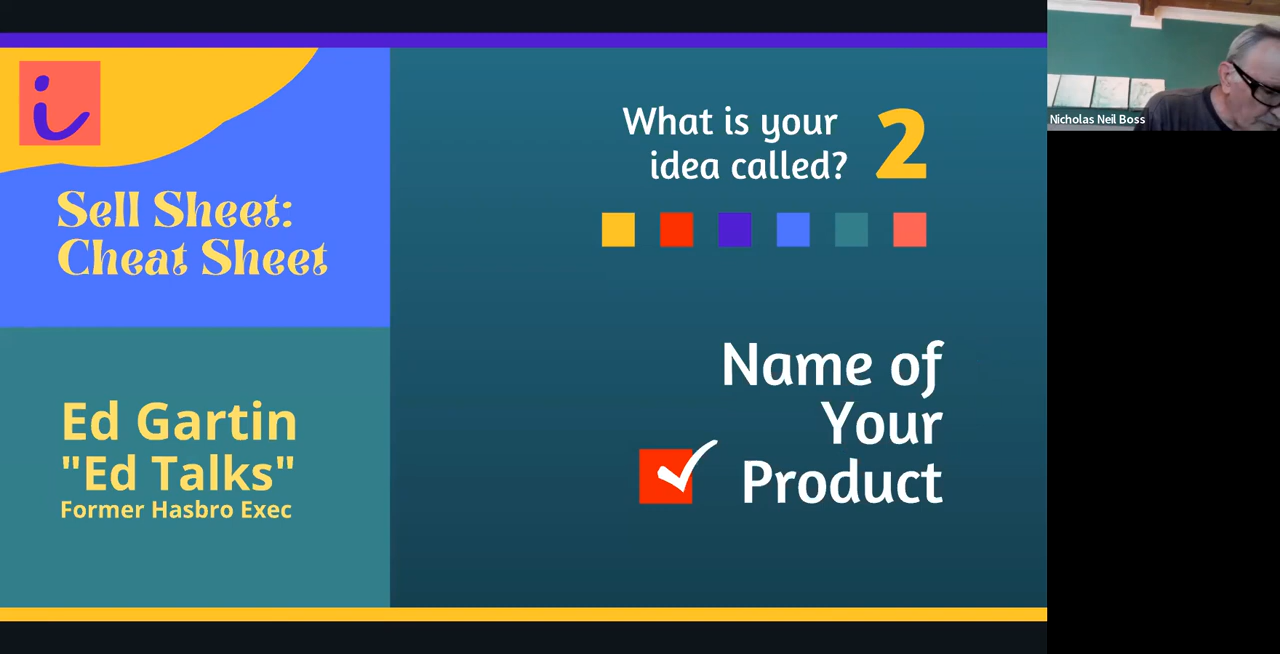 Sell Sheet:
Cheat Sheet
Ed Gartin
"Ed Talks"
Former Hasbro Exec
What is your
idea called?
2
Name of
Your
Product
Nicholas Neil Boss